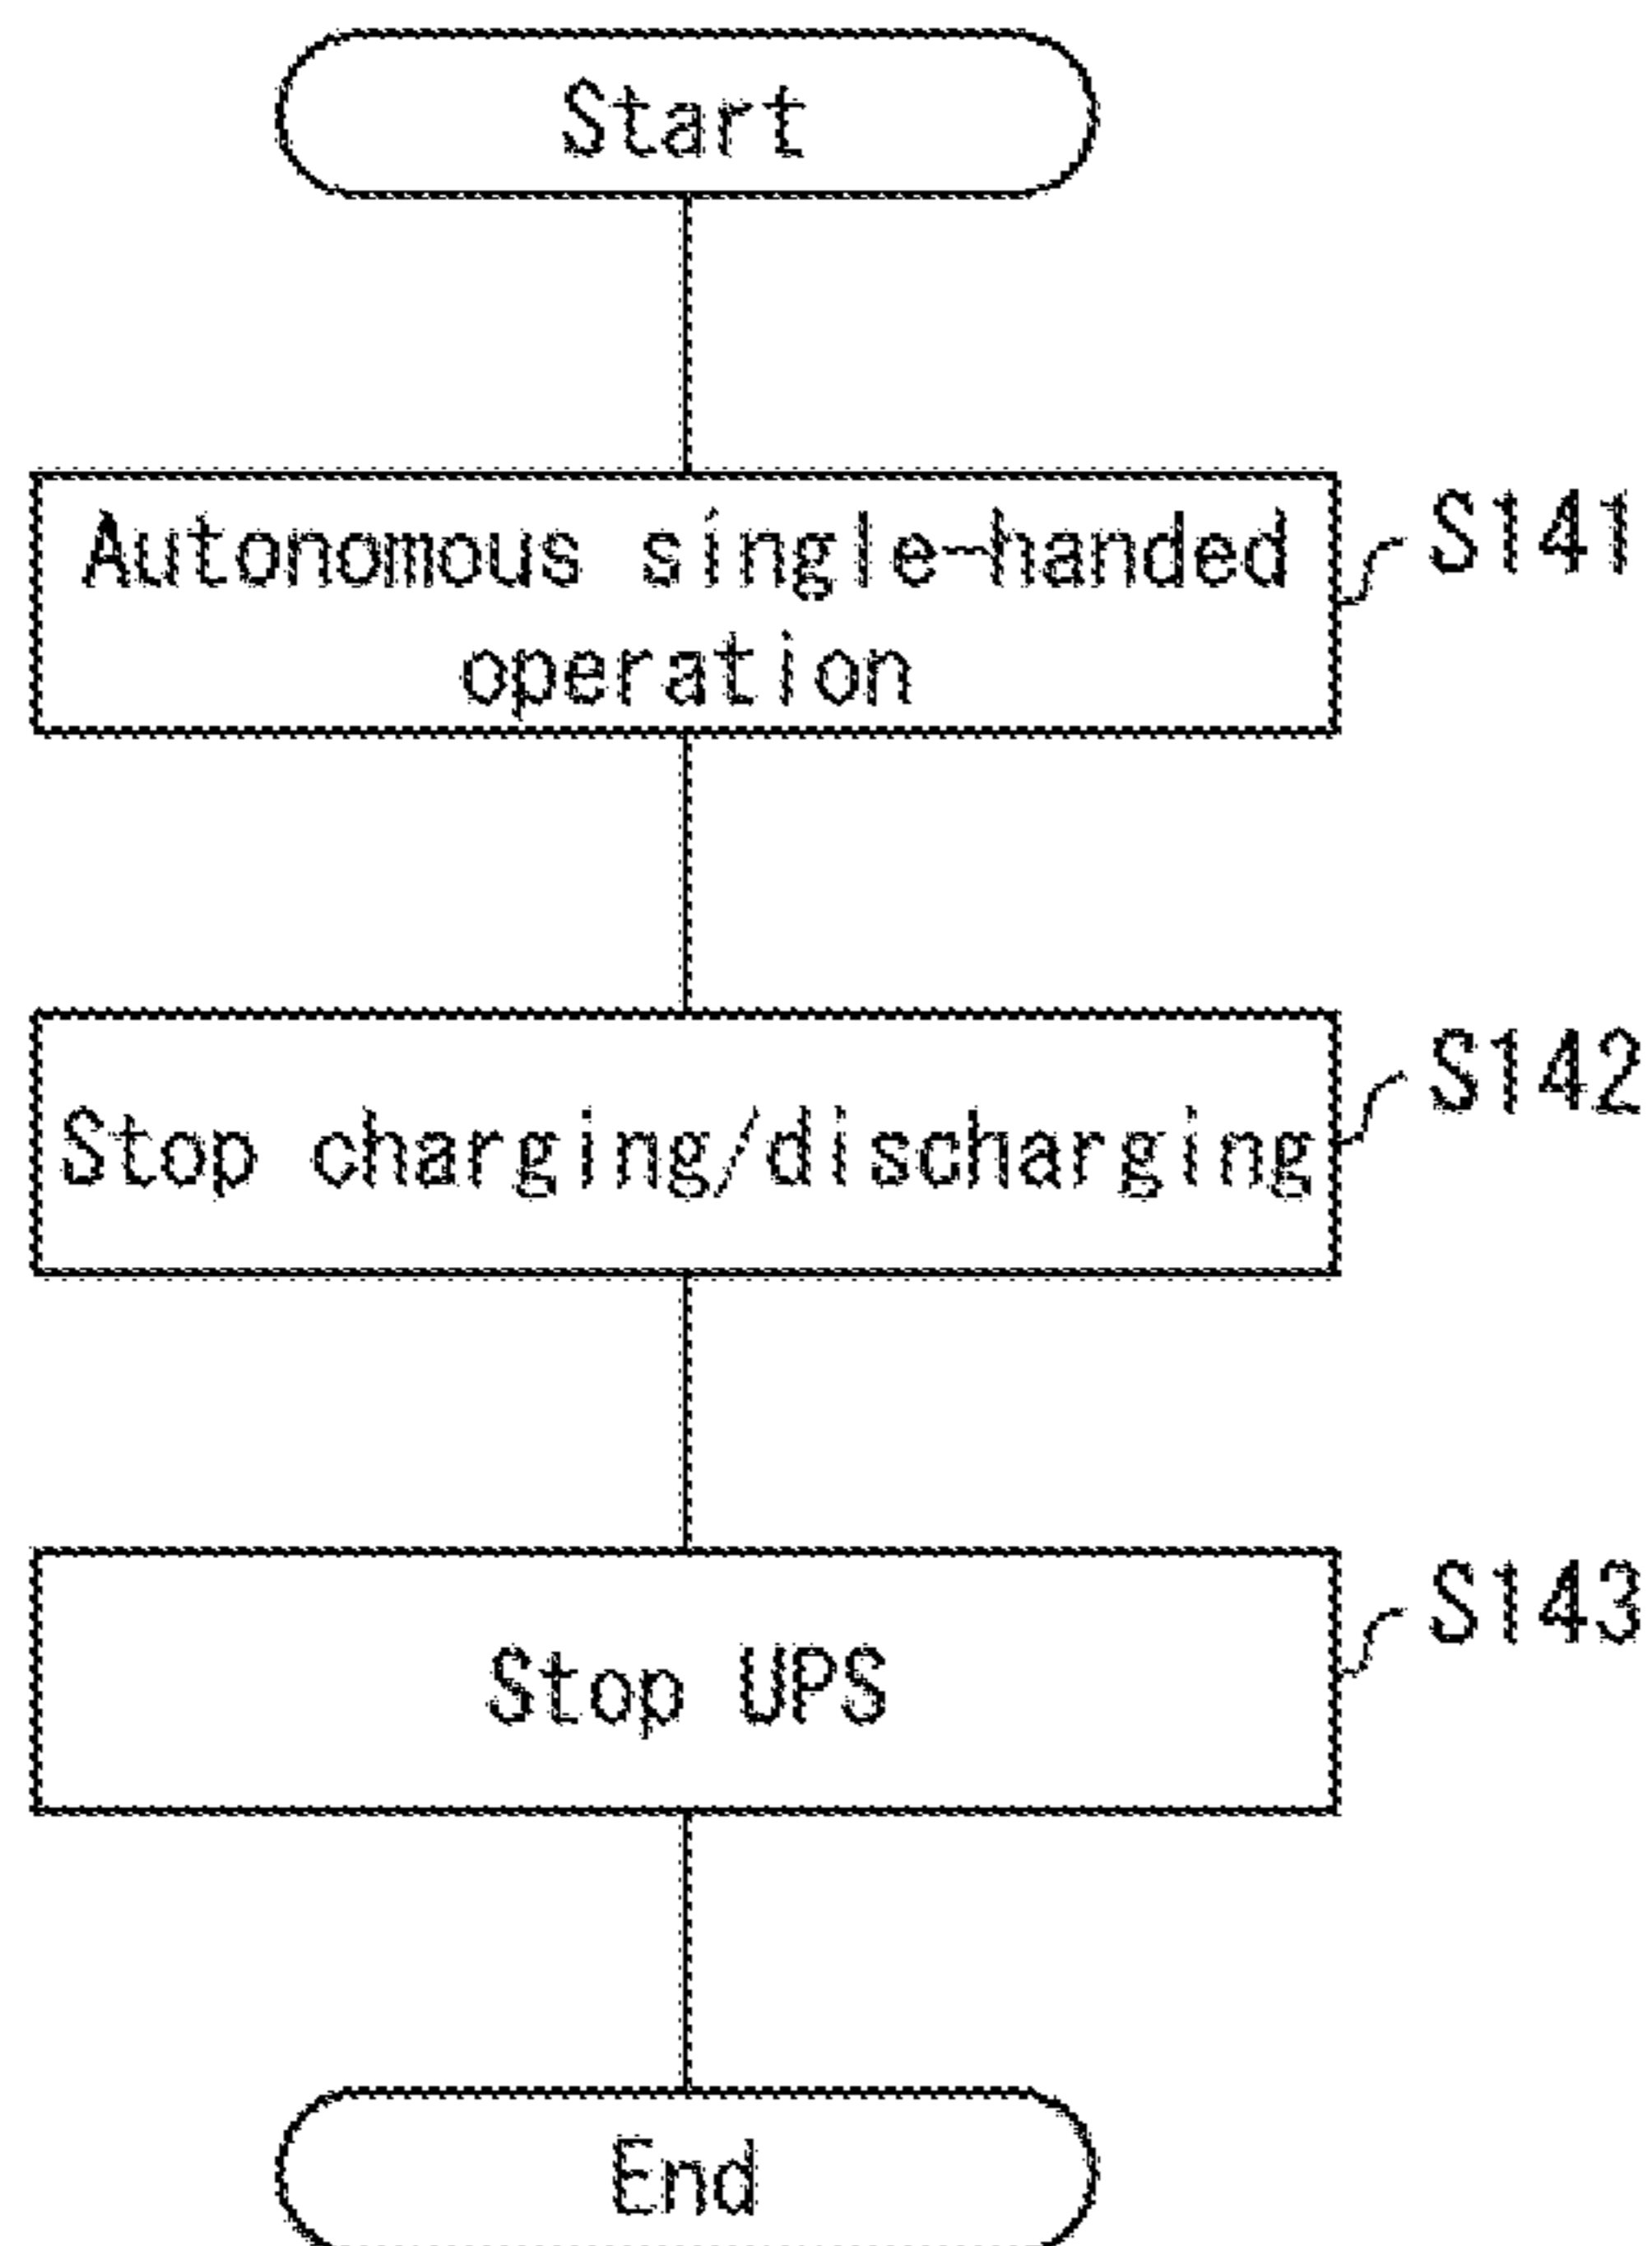 Start
Autonomous single-handed
operation
S141
Stop charging/discharging
S142
Stop UPS
S143
End